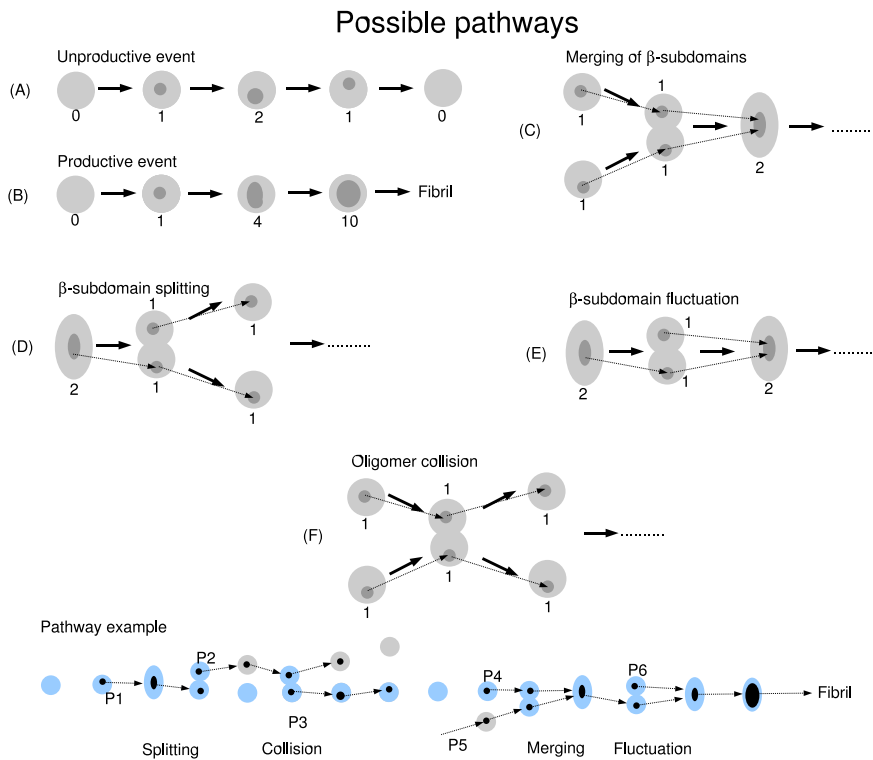 Possible pathways
Unproductive event
(A)
0 1 2 1 0
Productive event
(B)
Fibril
0 1 4 10
Merging of β-subdomains
1
(C)
1
1
2
1
β-subdomain splitting
1
(D)
1
2
1
1
..........
β-subdomain fluctuation
1
(E)
2
1
2
..........
Oligomer collision
1
1
1
(F)
..........
1
1
1
Pathway example
P1
P2
P3
P4
P5
P6
Fibril
Splitting
Collision
Merging
Fluctuation